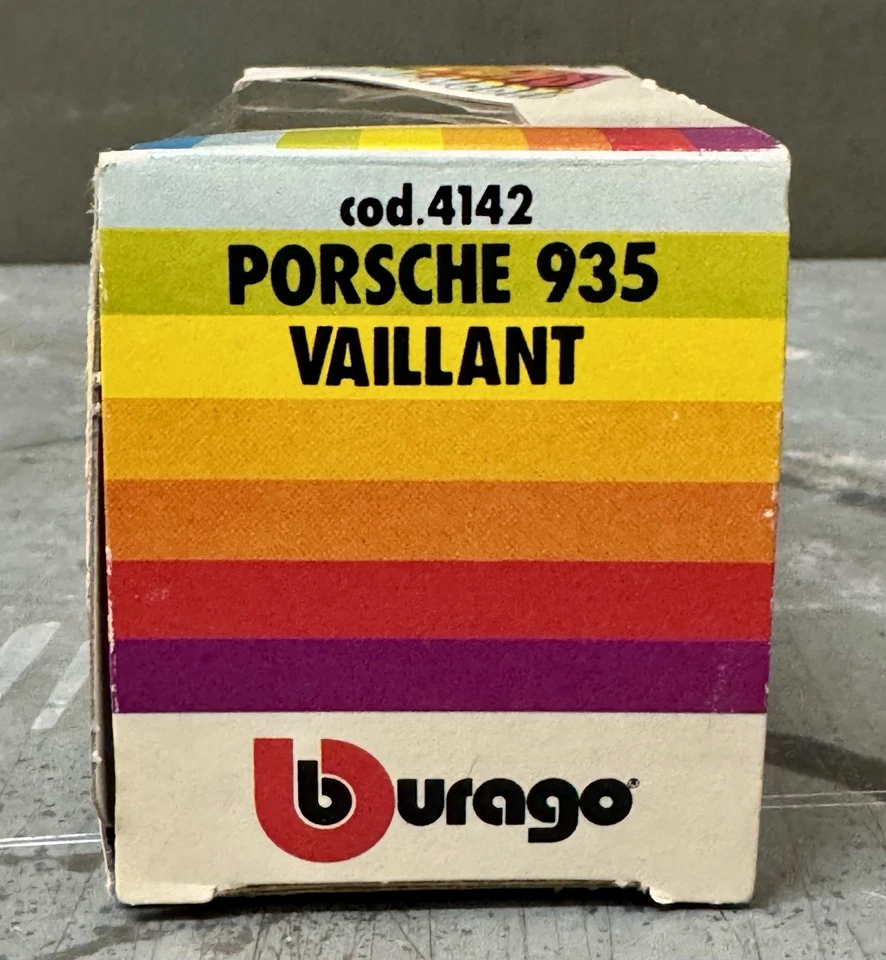 cod.4142
PORSCHE 935
VAILLANT
burago®